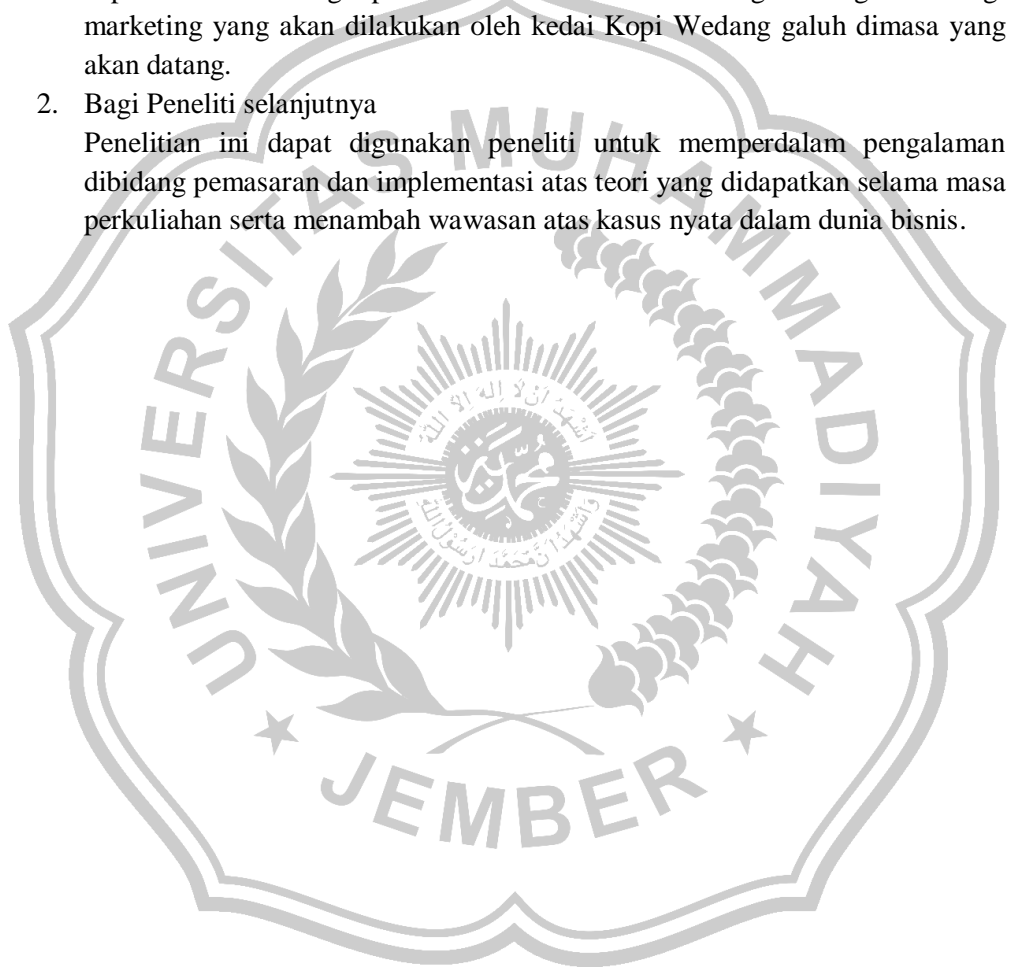 marketing yang akan dilakukan oleh kedai Kopi Wedang galuh dimasa yang
akan datang.
2. Bagi Peneliti selanjutnya
Penelitian ini dapat digunakan peneliti untuk memperdalam pengalaman
dibidang pemasaran dan implementasi atas teori yang didapatkan selama masa
perkuliahan serta menambah wawasan atas kasus nyata dalam dunia bisnis.
UNIVERSITAS MUHAMMADIYAH
JEMBER